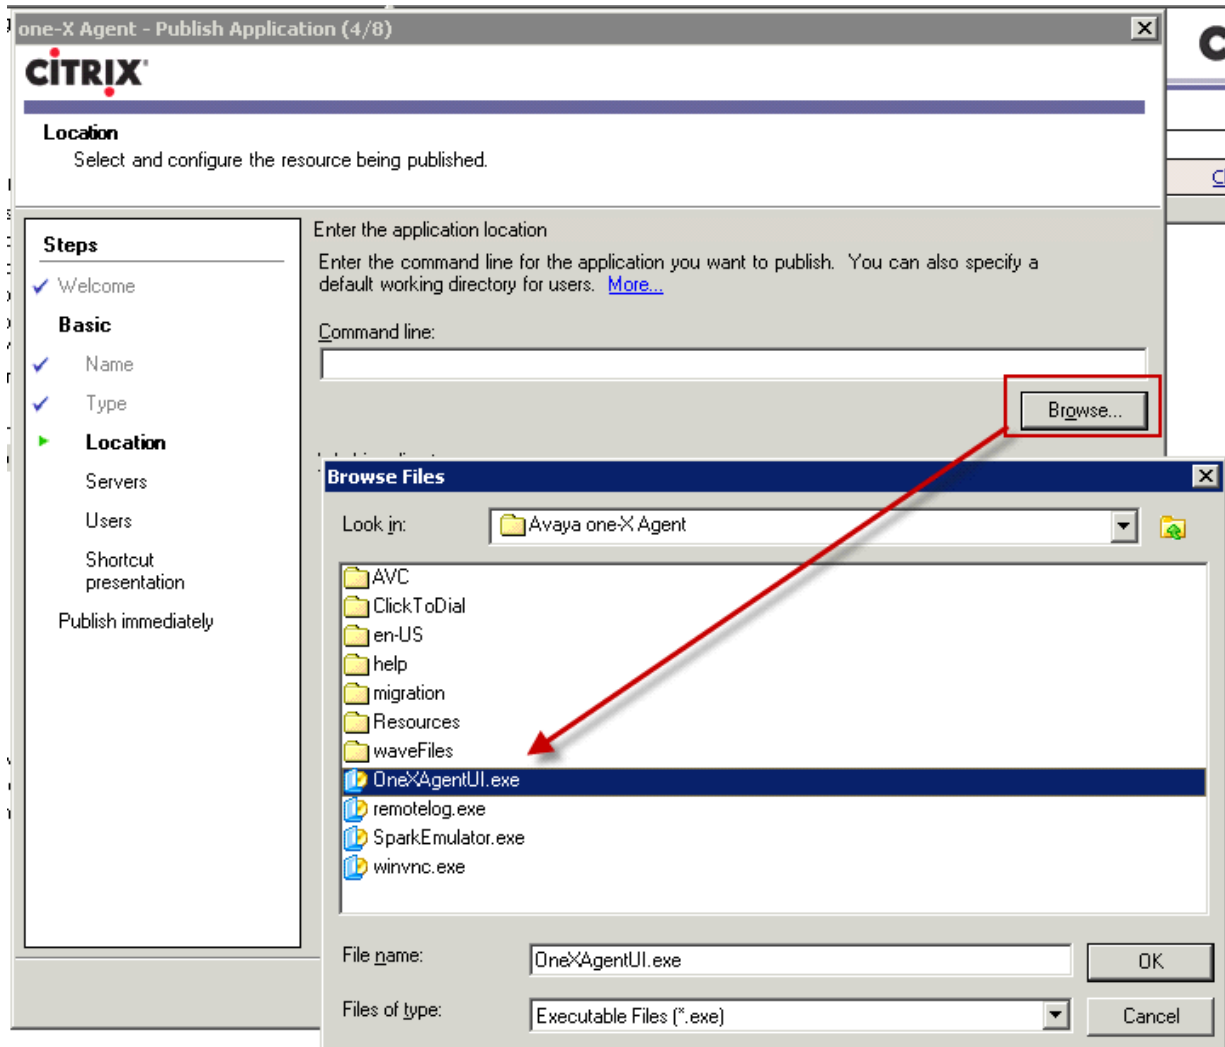 one-X Agent - Publish Application (4/8)
CİTRIX
Location
Select and configure the resource being published.
Steps
Welcome
Basic
Name
Type
Location
Servers
Users
Shortcut
presentation
Publish immediately
Enter the application location
Enter the command line for the application you want to publish. You can also specify a
default working directory for users. More...
Command line:
Browse...
Browse Files
Look in:
Avaya one-X Agent
AVC
ClickToDial
en-US
help
migration
Resources
waveFiles
OneXAgentUI.exe
remotelog.exe
SparkEmulator.exe
winvnc.exe
File name:
OneXAgentUI.exe
OK
Files of type:
Executable Files (*.exe)
Cancel